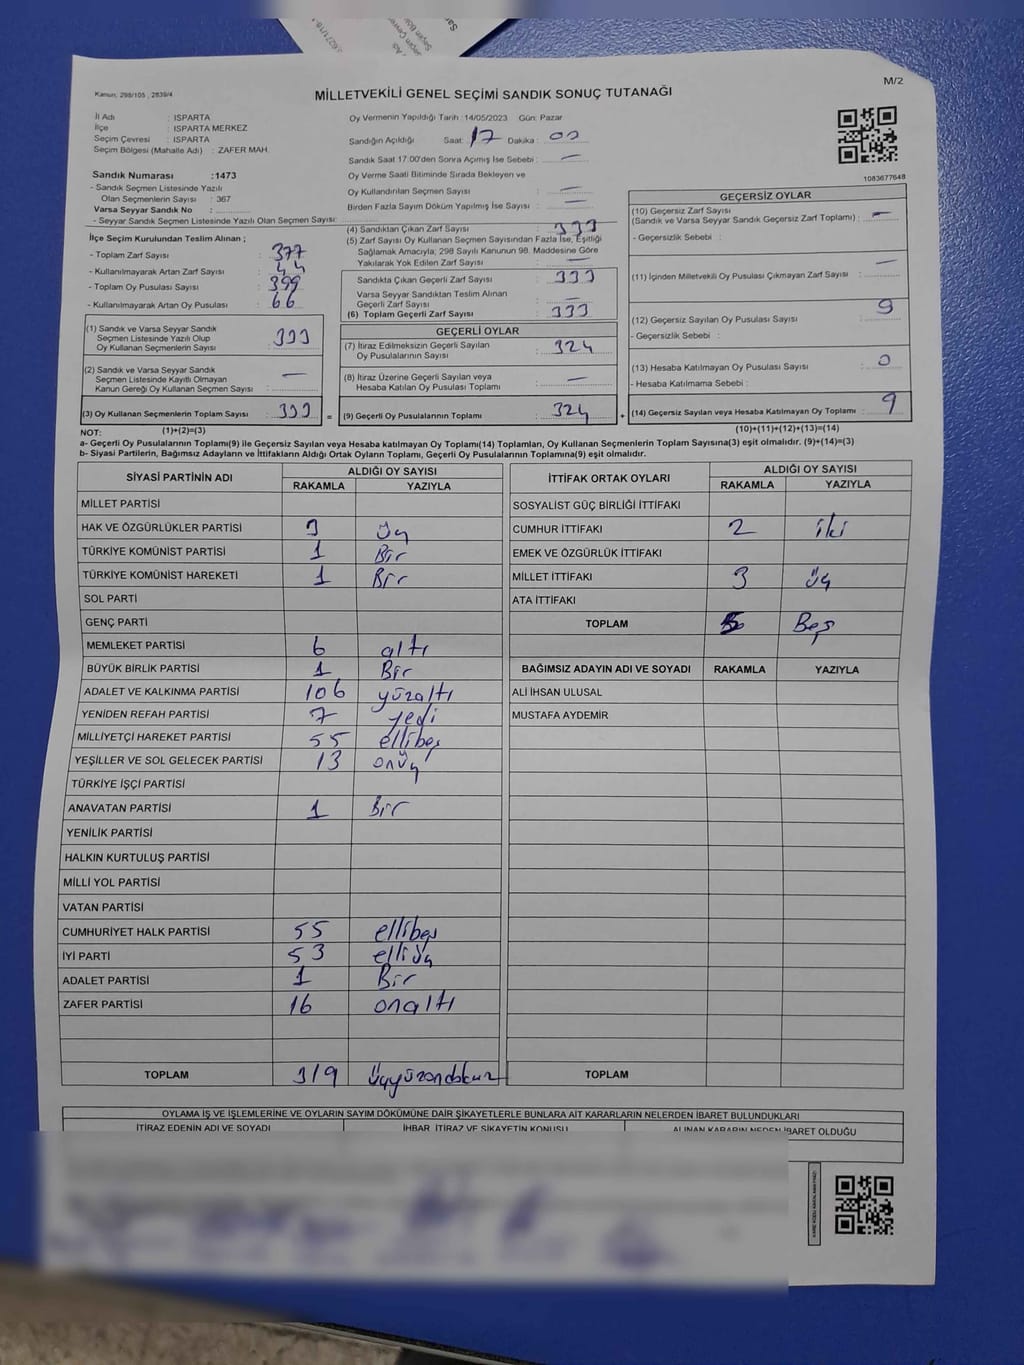 M/2
Kanun, 298/105 , 2839/4
MİLLETVEKİLİ GENEL SEÇİMİ SANDIK SONUÇ TUTANAĞI
İl Adı : ISPARTA
İlçe : ISPARTA MERKEZ
Seçim Çevresi : ISPARTA
Seçim Bölgesi (Mahalle Adı) : ZAFER MAH.
Sandık Numarası :1473
- Sandık Seçmen Listesinde Yazılı
Olan Seçmenlerin Sayısı : 367
Varsa Seyyar Sandık No :
- Seyyar Sandık Seçmen Listesinde Yazılı Olan Seçmen Sayısı:
İlçe Seçim Kurulundan Teslim Alınan ;
- Toplam Zarf Sayısı : 377
- Kullanılmayarak Artan Zarf Sayısı : 44
- Toplam Oy Pusulası Sayısı : 399
- Kullanılmayarak Artan Oy Pusulası : 66
(1) Sandık ve Varsa Seyyar Sandık
Seçmen Listesinde Yazılı Olup
Oy Kullanan Seçmenlerin Sayısı : 333
(2) Sandık ve Varsa Seyyar Sandık
Seçmen Listesinde Kayıtlı Olmayan
Kanun Gereği Oy Kullanan Seçmen Sayısı : —
(3) Oy Kullanan Seçmenlerin Toplam Sayısı : 333 =
(1)+(2)=(3)
Oy Vermenin Yapıldığı Tarih : 14/05/2023 Gün: Pazar
Sandığın Açıldığı Saat: 17 Dakika : 00
Sandık Saat 17:00'den Sonra Açımış İse Sebebi : —
Oy Verme Saati Bitiminde Sırada Bekleyen ve
Oy Kullandırılan Seçmen Sayısı : —
Birden Fazla Sayım Döküm Yapılmış İse Sayısı : —
(4) Sandıktan Çıkan Zarf Sayısı : 333
(5) Zarf Sayısı Oy Kullanan Seçmen Sayısından Fazla İse, Eşitliği
Sağlamak Amacıyla, 298 Sayılı Kanunun 98. Maddesine Göre
Yakılarak Yok Edilen Zarf Sayısı : —
Sandıkta Çıkan Geçerli Zarf Sayısı : 333
Varsa Seyyar Sandıktan Teslim Alınan
Geçerli Zarf Sayısı : —
(6) Toplam Geçerli Zarf Sayısı : 333
GEÇERLİ OYLAR
(7) İtiraz Edilmeksizin Geçerli Sayılan
Oy Pusulalarının Sayısı : 324
(8) İtiraz Üzerine Geçerli Sayılan veya
Hesaba Katılan Oy Pusulası Toplamı : —
(9) Geçerli Oy Pusulalarının Toplamı : 324 +
1083677648
GEÇERSİZ OYLAR
(10) Geçersiz Zarf Sayısı
(Sandık ve Varsa Seyyar Sandık Geçersiz Zarf Toplamı) : —
- Geçersizlik Sebebi :
(11) İçinden Milletvekili Oy Pusulası Çıkmayan Zarf Sayısı : —
(12) Geçersiz Sayılan Oy Pusulası Sayısı : 9
- Geçersizlik Sebebi :
(13) Hesaba Katılmayan Oy Pusulası Sayısı : 0
- Hesaba Katılmama Sebebi :
(14) Geçersiz Sayılan veya Hesaba Katılmayan Oy Toplamı : 9
(10)+(11)+(12)+(13)=(14)
NOT:
a- Geçerli Oy Pusulalarının Toplamı(9) ile Geçersiz Sayılan veya Hesaba katılmayan Oy Toplamı(14) Toplamları, Oy Kullanan Seçmenlerin Toplam Sayısına(3) eşit olmalıdır. (9)+(14)=(3)
b- Siyasi Partilerin, Bağımsız Adayların ve İttifakların Aldığı Oyların Toplamı, Geçerli Oy Pusulalarının Toplamına(9) eşit olmalıdır.
SİYASİ PARTİNİN ADI ALDIĞI OY SAYISI
RAKAMLA YAZIYLA
MİLLET PARTİSİ
HAK VE ÖZGÜRLÜKLER PARTİSİ 3 üç
TÜRKİYE KOMÜNİST PARTİSİ 1 Bir
TÜRKİYE KOMÜNİST HAREKETİ 1 Bir
SOL PARTİ
GENÇ PARTİ
MEMLEKET PARTİSİ 6 altı
BÜYÜK BİRLİK PARTİSİ 1 Bir
ADALET VE KALKINMA PARTİSİ 106 yüzaltı
YENİDEN REFAH PARTİSİ 7 yedi
MİLLİYETÇİ HAREKET PARTİSİ 55 ellibeş
YEŞİLLER VE SOL GELECEK PARTİSİ 13 onüç
TÜRKİYE İŞÇİ PARTİSİ
ANAVATAN PARTİSİ 1 Bir
YENİLİK PARTİSİ
HALKIN KURTULUŞ PARTİSİ
MİLLİ YOL PARTİSİ
VATAN PARTİSİ
CUMHURİYET HALK PARTİSİ 55 ellibeş
İYİ PARTİ 53 elliüç
ADALET PARTİSİ 1 Bir
ZAFER PARTİSİ 16 onaltı
TOPLAM 319 üçyüzondokuz
İTTİFAK ORTAK OYLARI ALDIĞI OY SAYISI
RAKAMLA YAZIYLA
SOSYALİST GÜÇ BİRLİĞİ İTTİFAKI
CUMHUR İTTİFAKI 2 iki
EMEK VE ÖZGÜRLÜK İTTİFAKI
MİLLET İTTİFAKI 3 üç
ATA İTTİFAKI
TOPLAM 5 Beş
BAĞIMSIZ ADAYIN ADI VE SOYADI RAKAMLA YAZIYLA
ALİ İHSAN ULUSAL
MUSTAFA AYDEMİR
TOPLAM
OYLAMA İŞ VE İŞLEMLERİNE VE OYLARIN SAYIM DÖKÜMÜNE DAİR ŞİKAYETLERLE BUNLARA AİT KARARLARIN NELERDEN İBARET BULUNDUKLARI
İTİRAZ EDENİN ADI VE SOYADI İHBAR İTİRAZ VE ŞİKAYETİN KONUSU ALINAN KARARIN NEDEN İBARET OLDUĞU